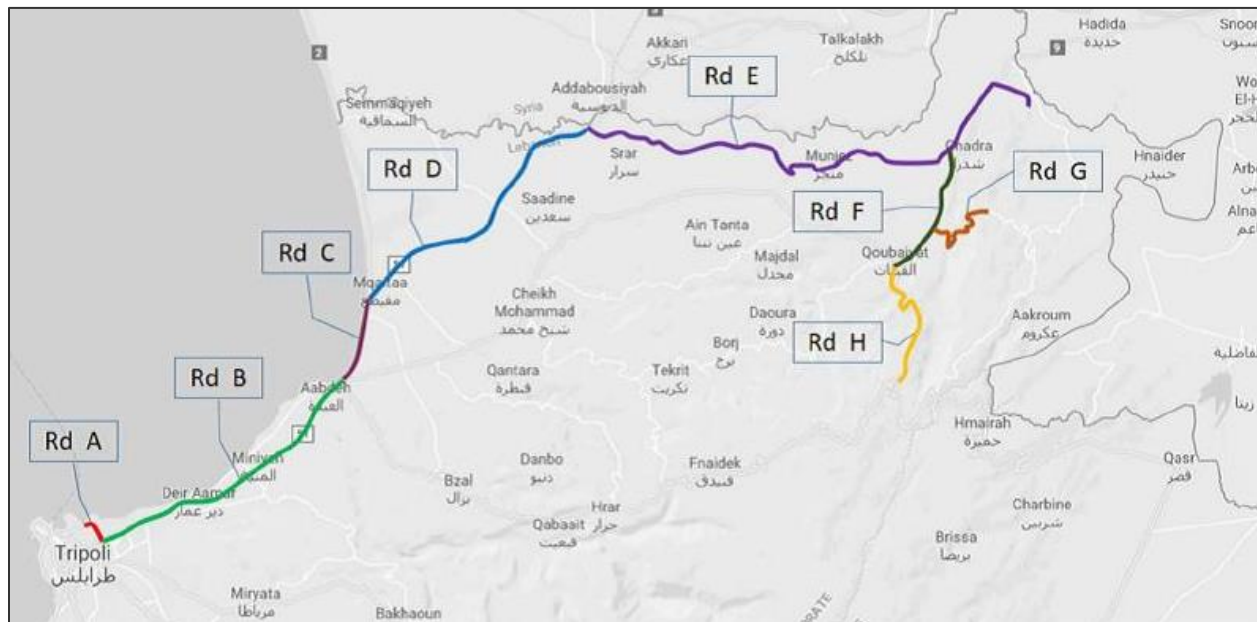 Hadida
حديدة
Akkari
عكاري
Talkalakh
تلكلخ
2
9
Rd E
Addabousiyah
الدبوسية
Semmaqiyeh
السماقية
Syria
Srar
سرار
Munjez
منجز
Chadra
شدرا
Hnaider
حنيدر
Rd G
Rd D
Saadine
سعدين
Rd F
Ain Tanta
عين تنتا
Majdal
مجدل
Qoubaiyat
القبيات
Rd C
Mqaitaa
مقيطع
Cheikh
Mohammad
شيخ محمد
Daoura
دورة
Rd H
Aakroum
عكروم
Borj
برج
Rd B
Aabdeh
العبدة
Qantara
قنطرة
Tekrit
تكريت
Rd A
Miniyeh
المنية
Hmairah
حميرة
Qasr
قصر
Deir Aamar
دير عمار
Bzal
بزال
Danbo
دنبو
Fnaidek
فنيدق
Hrar
حرار
Charbine
شربين
Tripoli
طرابلس
Qabaait
قبعيت
Brissa
بريصا
Miryata
مرياطا
Bakhaoun